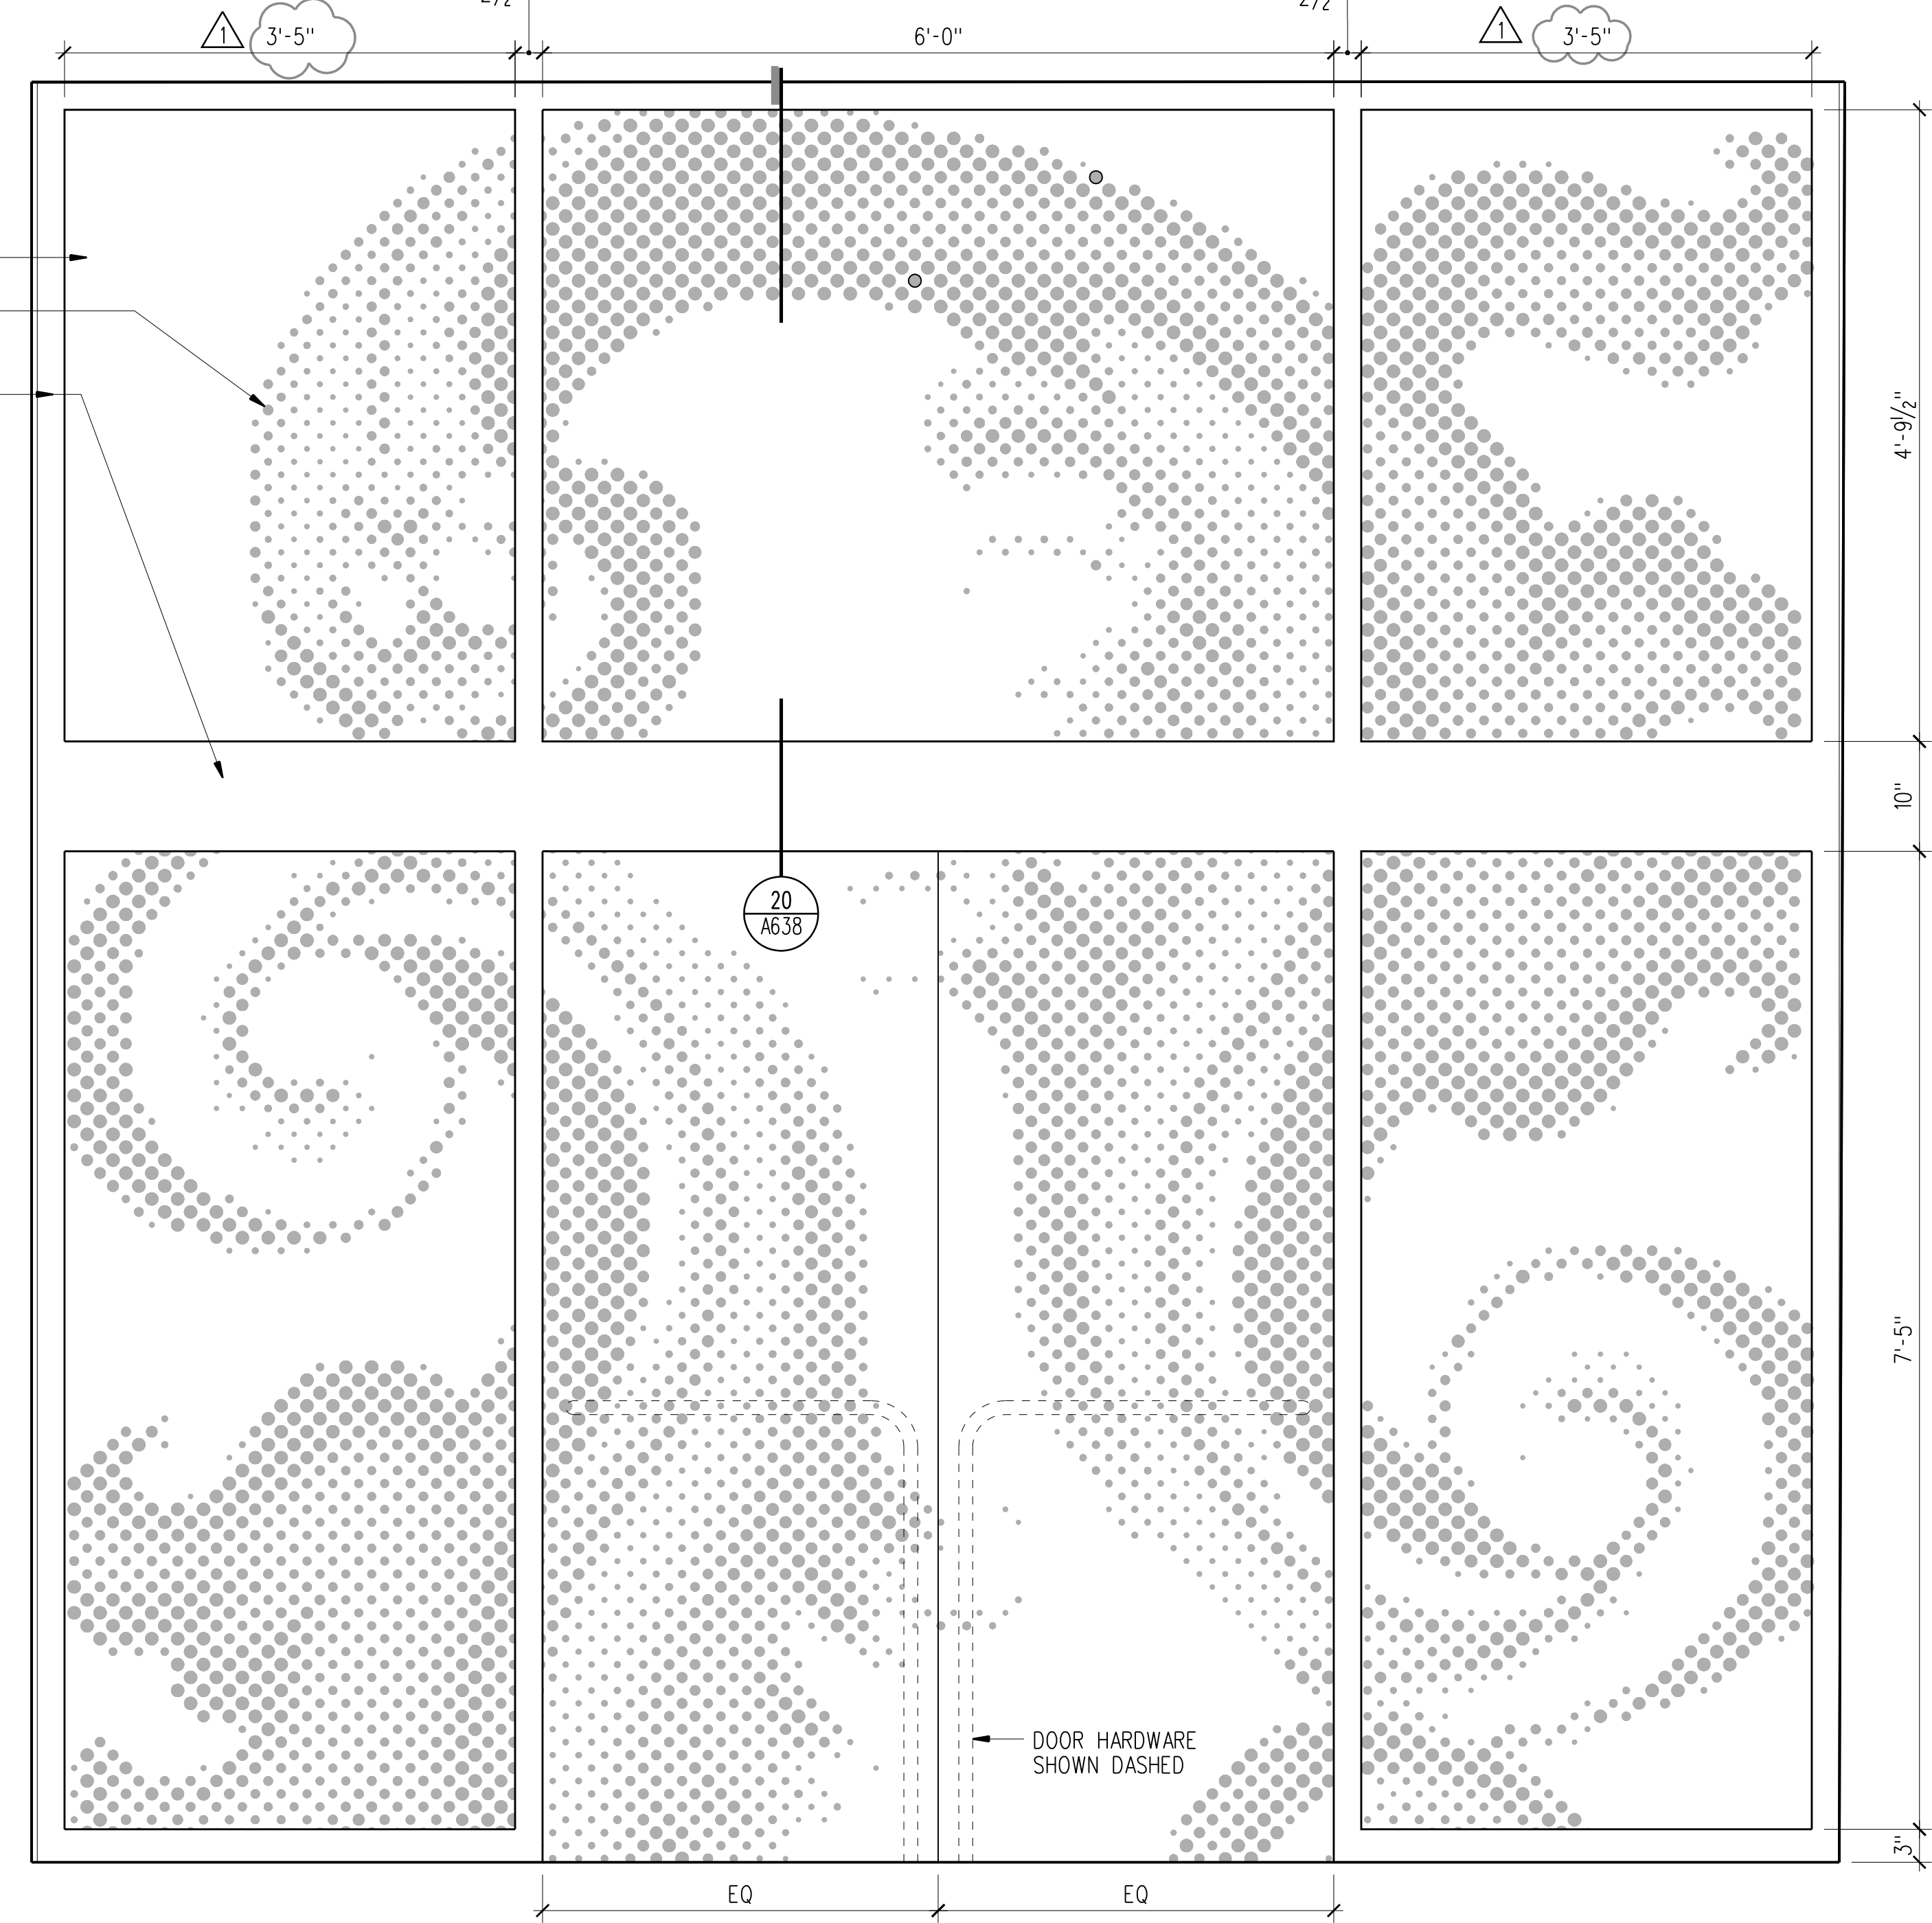 1
3'-5"
6'-0"
1
3'-5"
4'-9 1/2"
10"
20
A638
7'-5"
DOOR HARDWARE
SHOWN DASHED
3"
EQ
EQ